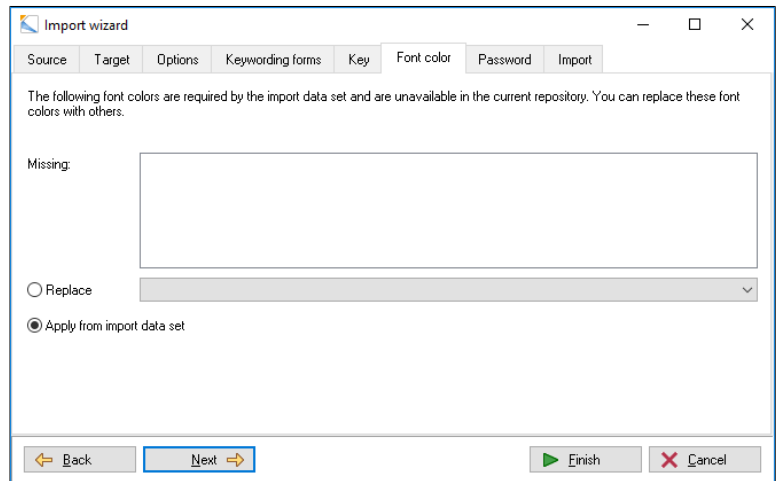 Import wizard
Source Target Options Keywording forms Key Font color Password Import
The following font colors are required by the import data set and are unavailable in the current repository. You can replace these font
colors with others.
Missing:
Replace
Apply from import data set
Back Next Finish Cancel